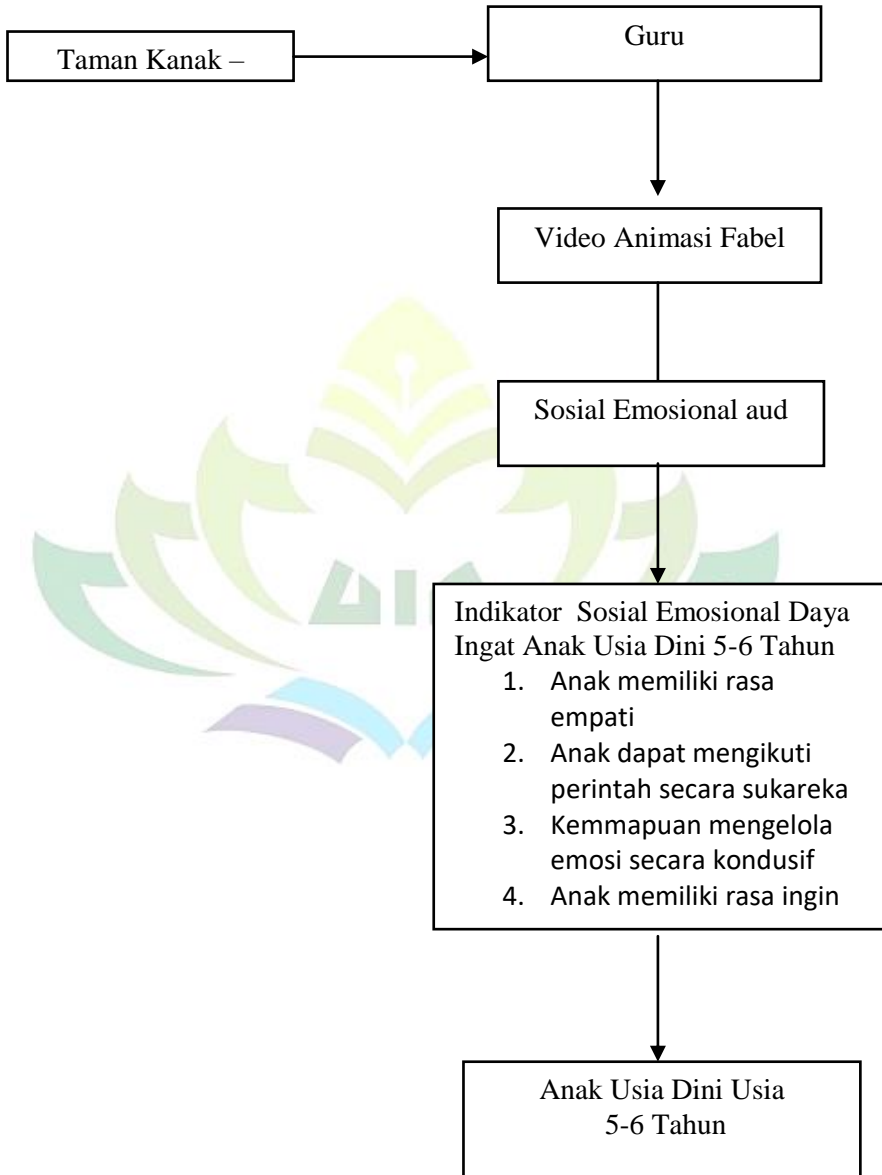 Taman Kanak –
Guru
Video Animasi Fabel
Sosial Emosional aud
Indikator Sosial Emosional Daya
Ingat Anak Usia Dini 5-6 Tahun
1. Anak memiliki rasa
empati
2. Anak dapat mengikuti
perintah secara sukareka
3. Kemmapuan mengelola
emosi secara kondusif
4. Anak memiliki rasa ingin
Anak Usia Dini Usia
5-6 Tahun